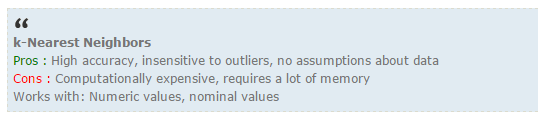 “
k-Nearest Neighbors
Pros : High accuracy, insensitive to outliers, no assumptions about data
Cons : Computationally expensive, requires a lot of memory
Works with: Numeric values, nominal values